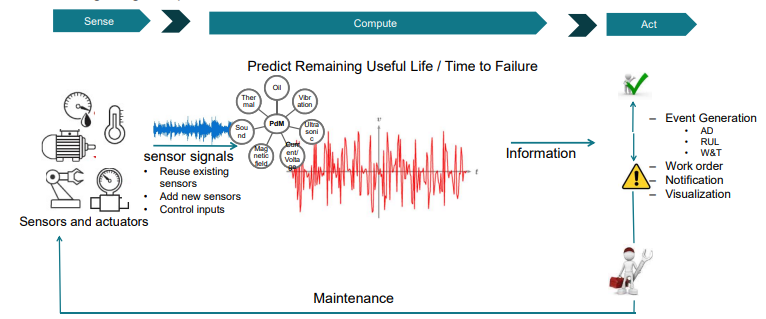 Sense
Compute
Act
Predict Remaining Useful Life / Time to Failure
Oil
Ther
mal
Vibr
ation
PdM
Sou
nd
Ultra
soni
c
Mag
netic
field
Curr
ent/
Volta
ge
v
t
sensor signals
• Reuse existing
sensors
• Add new sensors
• Control inputs
Sensors and actuators
Information
– Event Generation
• AD
• RUL
• W&T
– Work order
– Notification
– Visualization
Maintenance